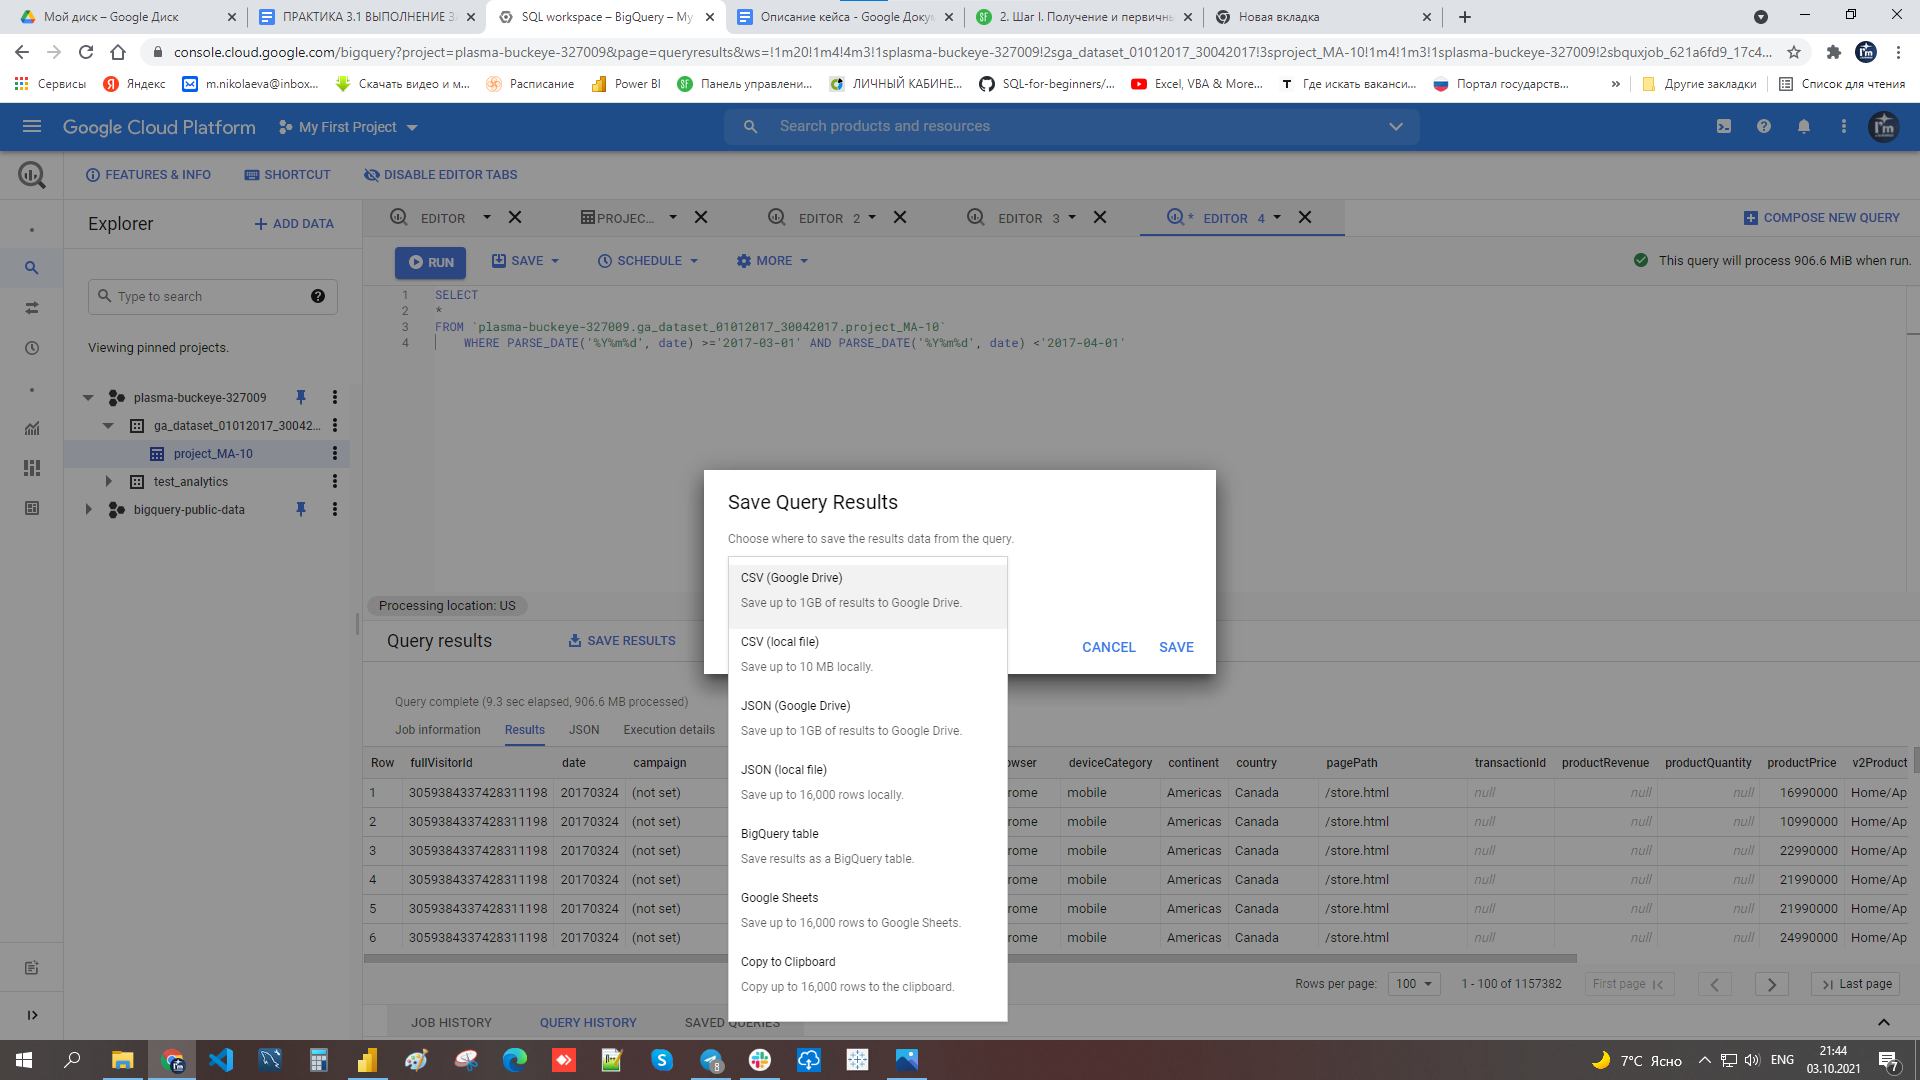 Мой диск – Google Диск
ПРАКТИКА 3.1 ВЫПОЛНЕНИЕ З
SQL workspace – BigQuery – My
Описание кейса - Google Докум
2. Шаг I. Получение и первичнь
Новая вкладка
console.cloud.google.com/bigquery?project=plasma-buckeye-327009&page=queryresults&ws=!1m20!1m4!4m3!1splasma-buckeye-327009!2sga_dataset_01012017_30042017!3sproject_MA-10!1m4!1m3!1splasma-buckeye-327009!2sbquxjob_621a6fd9_17c4...
Сервисы
Яндекс
m.nikolaeva@inbox...
Скачать видео и м...
Расписание
Power BI
Панель управлени...
ЛИЧНЫЙ КАБИНЕ...
SQL-for-beginners/...
Excel, VBA & More...
Где искать ваканси...
Портал государств...
»
Другие закладки
Список для чтения
Google Cloud Platform
My First Project
Search products and resources
FEATURES & INFO
SHORTCUT
DISABLE EDITOR TABS
Explorer
ADD DATA
EDITOR
PROJEC...
EDITOR 2
EDITOR 3
* EDITOR 4
COMPOSE NEW QUERY
RUN
SAVE
SCHEDULE
MORE
This query will process 906.6 MiB when run.
Type to search
Viewing pinned projects.
plasma-buckeye-327009
ga_dataset_01012017_30042...
project_MA-10
test_analytics
bigquery-public-data
1 SELECT
2 *
3 FROM `plasma-buckeye-327009.ga_dataset_01012017_30042017.project_MA-10`
4 WHERE PARSE_DATE('%Y%m%d', date) >='2017-03-01' AND PARSE_DATE('%Y%m%d', date) <'2017-04-01'
Save Query Results
Choose where to save the results data from the query.
CSV (Google Drive)
Save up to 1GB of results to Google Drive.
CSV (local file)
Save up to 10 MB locally.
JSON (Google Drive)
Save up to 1GB of results to Google Drive.
JSON (local file)
Save up to 16,000 rows locally.
BigQuery table
Save results as a BigQuery table.
Google Sheets
Save up to 16,000 rows to Google Sheets.
Copy to Clipboard
Copy up to 16,000 rows to the clipboard.
CANCEL
SAVE
Processing location: US
Query results
SAVE RESULTS
Query complete (9.3 sec elapsed, 906.6 MB processed)
Job information
Results
JSON
Execution details
Row fullVisitorId date campaign owser deviceCategory continent country pagePath transactionId productRevenue productQuantity productPrice v2Product
1 3059384337428311198 20170324 (not set) rome mobile Americas Canada /store.html null null null 16990000 Home/Ap
2 3059384337428311198 20170324 (not set) rome mobile Americas Canada /store.html null null null 10990000 Home/Ap
3 3059384337428311198 20170324 (not set) rome mobile Americas Canada /store.html null null null 22990000 Home/Ap
4 3059384337428311198 20170324 (not set) rome mobile Americas Canada /store.html null null null 21990000 Home/Ap
5 3059384337428311198 20170324 (not set) rome mobile Americas Canada /store.html null null null 21990000 Home/Ap
6 3059384337428311198 20170324 (not set) rome mobile Americas Canada /store.html null null null 24990000 Home/Ap
Rows per page: 100
1 - 100 of 1157382
First page
Last page
JOB HISTORY
QUERY HISTORY
SAVED QUERIES
8
7°C Ясно
ENG
21:44
03.10.2021
7